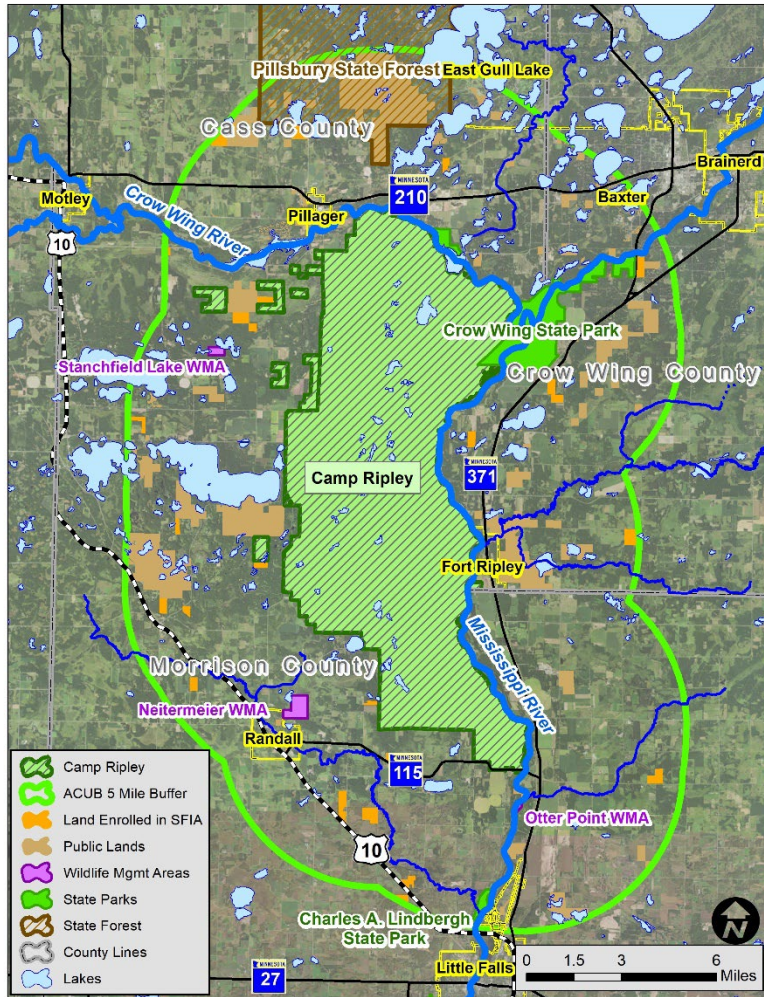 Pillsbury State Forest
East Gull Lake
Cass County
Brainerd
MINNESOTA
210
Baxter
Motley
Crow Wing River
Pillager
10
Crow Wing State Park
Stanchfield Lake WMA
Crow Wing County
MINNESOTA
371
Camp Ripley
Fort Ripley
Mississippi River
Morrison County
Neitermeier WMA
Randall
MINNESOTA
115
Otter Point WMA
10
Charles A. Lindbergh
State Park
Little Falls
27
Camp Ripley
ACUB 5 Mile Buffer
Land Enrolled in SFIA
Public Lands
Wildlife Mgmt Areas
State Parks
State Forest
County Lines
Lakes
N
0 1.5 3 6
Miles